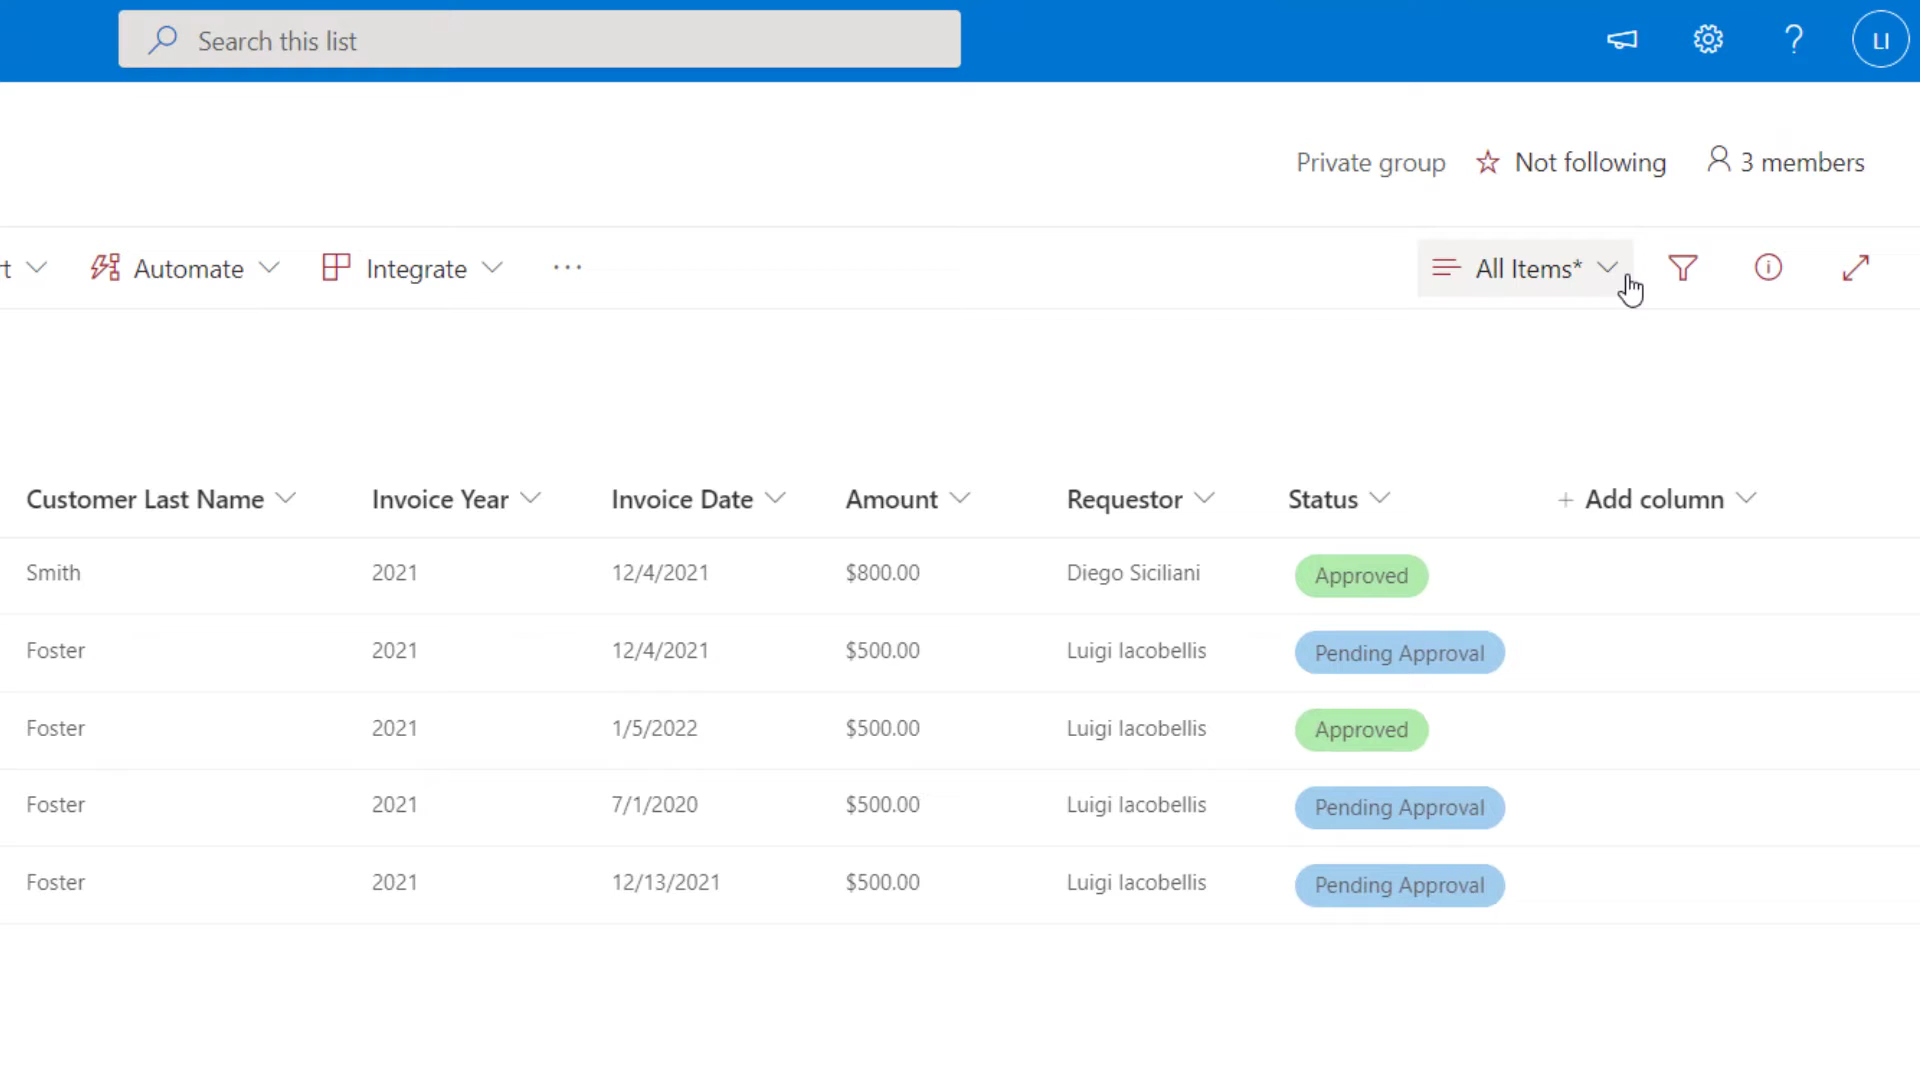 Search this list
LI
Private group Not following 3 members
t Automate Integrate ... All Items*
Customer Last Name Invoice Year Invoice Date Amount Requestor Status + Add column
Smith 2021 12/4/2021 $800.00 Diego Siciliani Approved
Foster 2021 12/4/2021 $500.00 Luigi Iacobellis Pending Approval
Foster 2021 1/5/2022 $500.00 Luigi Iacobellis Approved
Foster 2021 7/1/2020 $500.00 Luigi Iacobellis Pending Approval
Foster 2021 12/13/2021 $500.00 Luigi Iacobellis Pending Approval